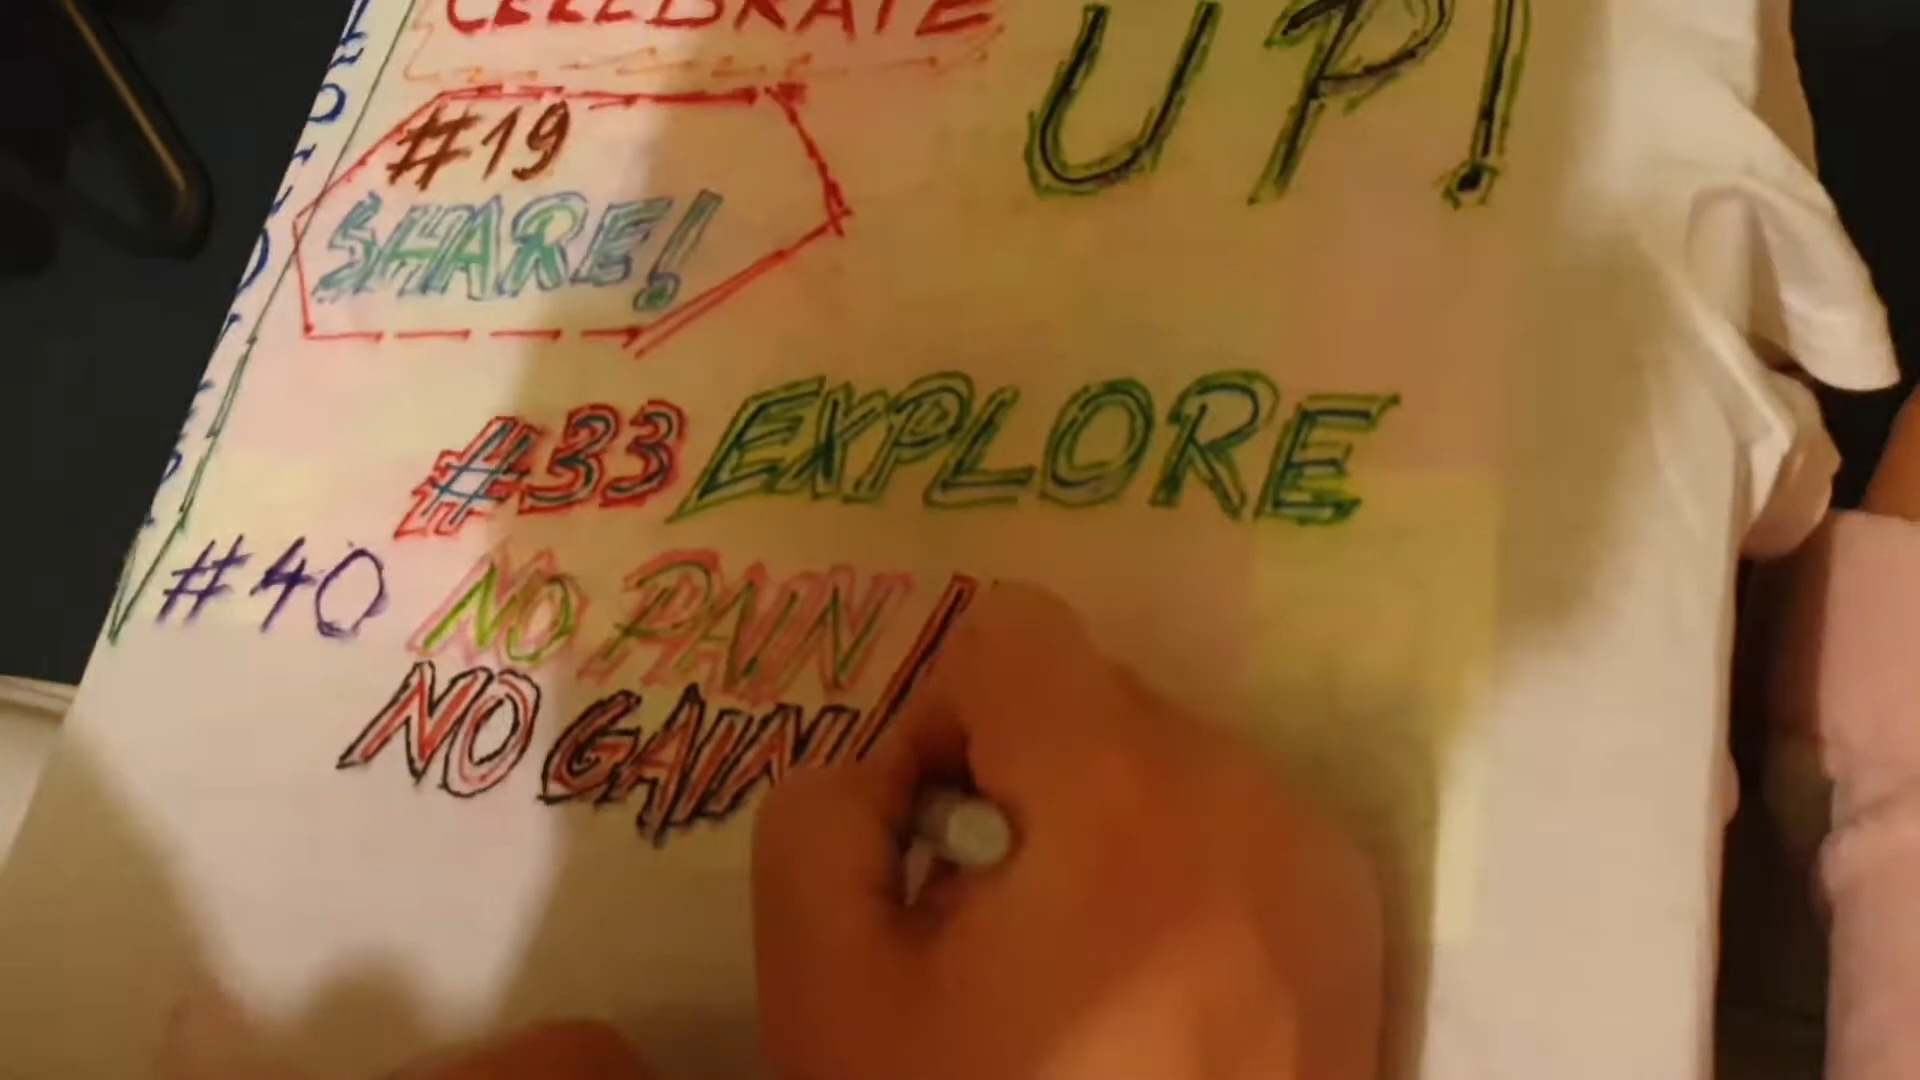 CELEBRATE
UP!
#19
SHARE!
#33 EXPLORE
#40 NO PAIN
NO GAIN!